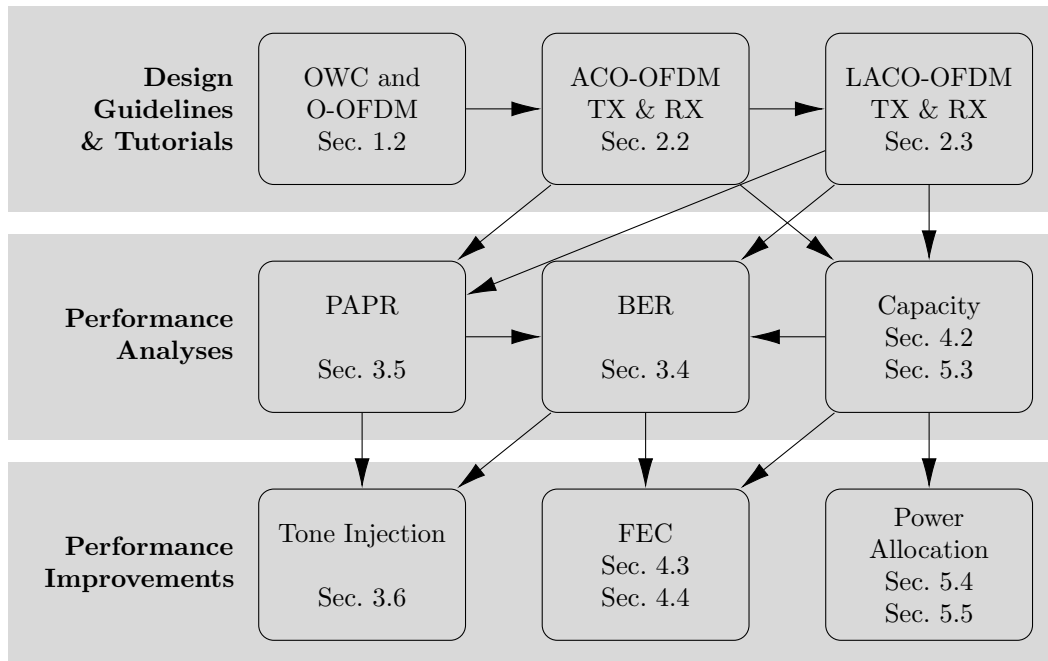 Design
Guidelines
& Tutorials
OWC and
O-OFDM
Sec. 1.2
ACO-OFDM
TX & RX
Sec. 2.2
LACO-OFDM
TX & RX
Sec. 2.3
Performance
Analyses
PAPR
Sec. 3.5
BER
Sec. 3.4
Capacity
Sec. 4.2
Sec. 5.3
Performance
Improvements
Tone Injection
Sec. 3.6
FEC
Sec. 4.3
Sec. 4.4
Power
Allocation
Sec. 5.4
Sec. 5.5